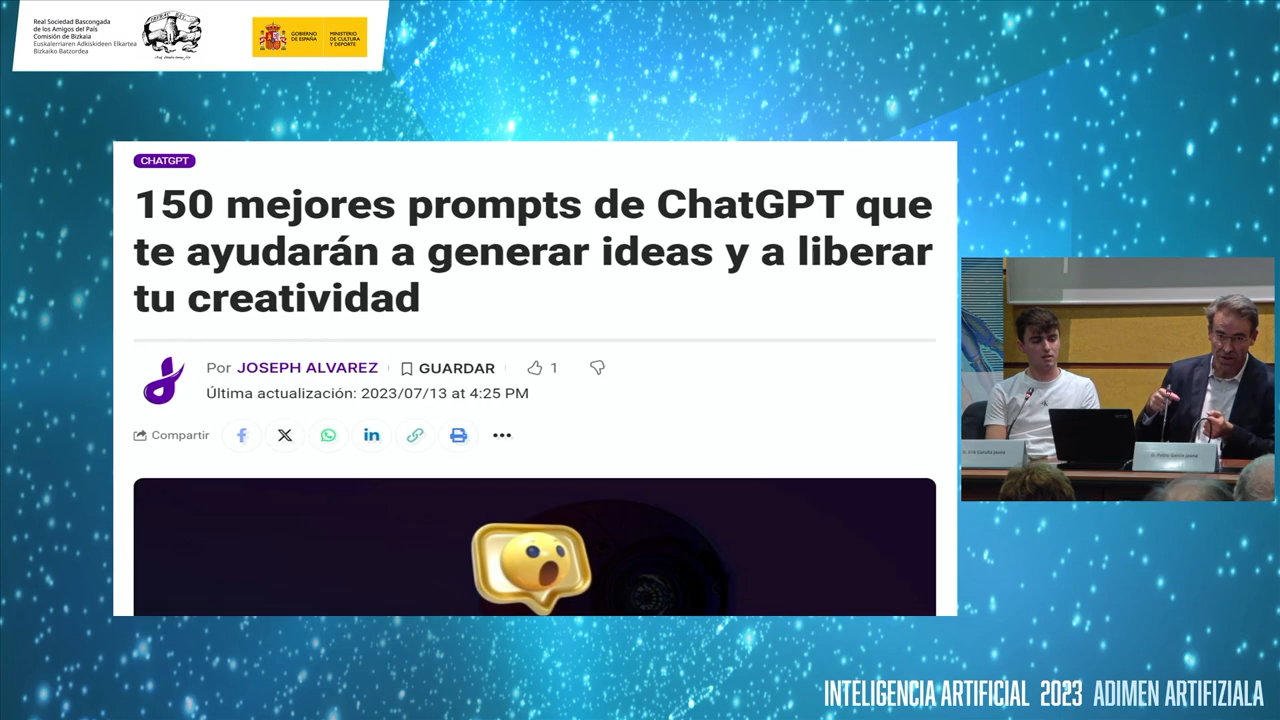 Real Sociedad Bascongada
de los Amigos del País
Comisión de Bizkaia
Euskalerriaren Adkiskideen Elkartea
Bizkaiko Batzordea
GOBIERNO
DE ESPAÑA
MINISTERIO
DE CULTURA
Y DEPORTE
CHATGPT
150 mejores prompts de ChatGPT que
te ayudarán a generar ideas y a liberar
tu creatividad
Por JOSEPH ALVAREZ GUARDAR 1
Última actualización: 2023/07/13 at 4:25 PM
Compartir
INTELIGENCIA ARTIFICIAL 2023 ADIMEN ARTIFIZIALA